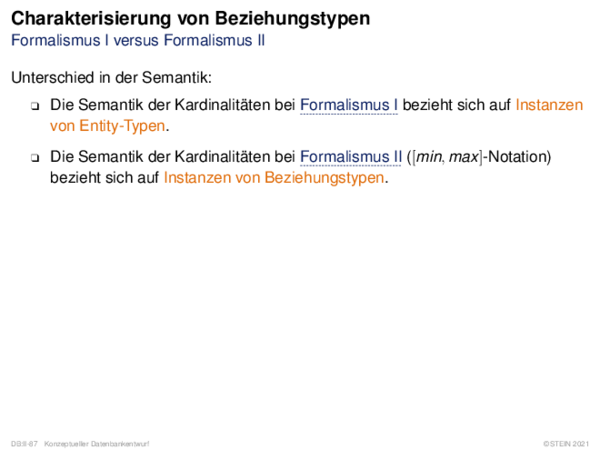 Charakterisierung von Beziehungstypen
Formalismus I versus Formalismus II
Unterschied in der Semantik:
❑ Die Semantik der Kardinalitäten bei Formalismus I bezieht sich auf Instanzen
von Entity-Typen.
❑ Die Semantik der Kardinalitäten bei Formalismus II ([min, max]-Notation)
bezieht sich auf Instanzen von Beziehungstypen.
DB:II-67 Konzeptueller Datenbankentwurf ©STEIN 2021